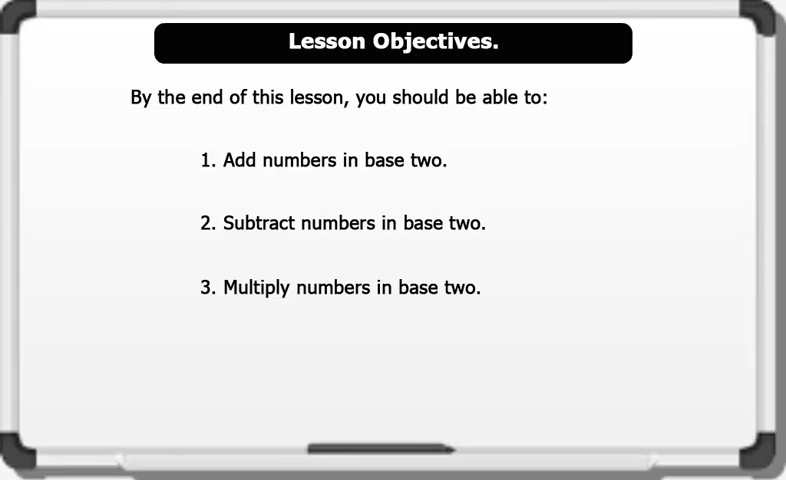 Lesson Objectives.
By the end of this lesson, you should be able to:
1. Add numbers in base two.
2. Subtract numbers in base two.
3. Multiply numbers in base two.